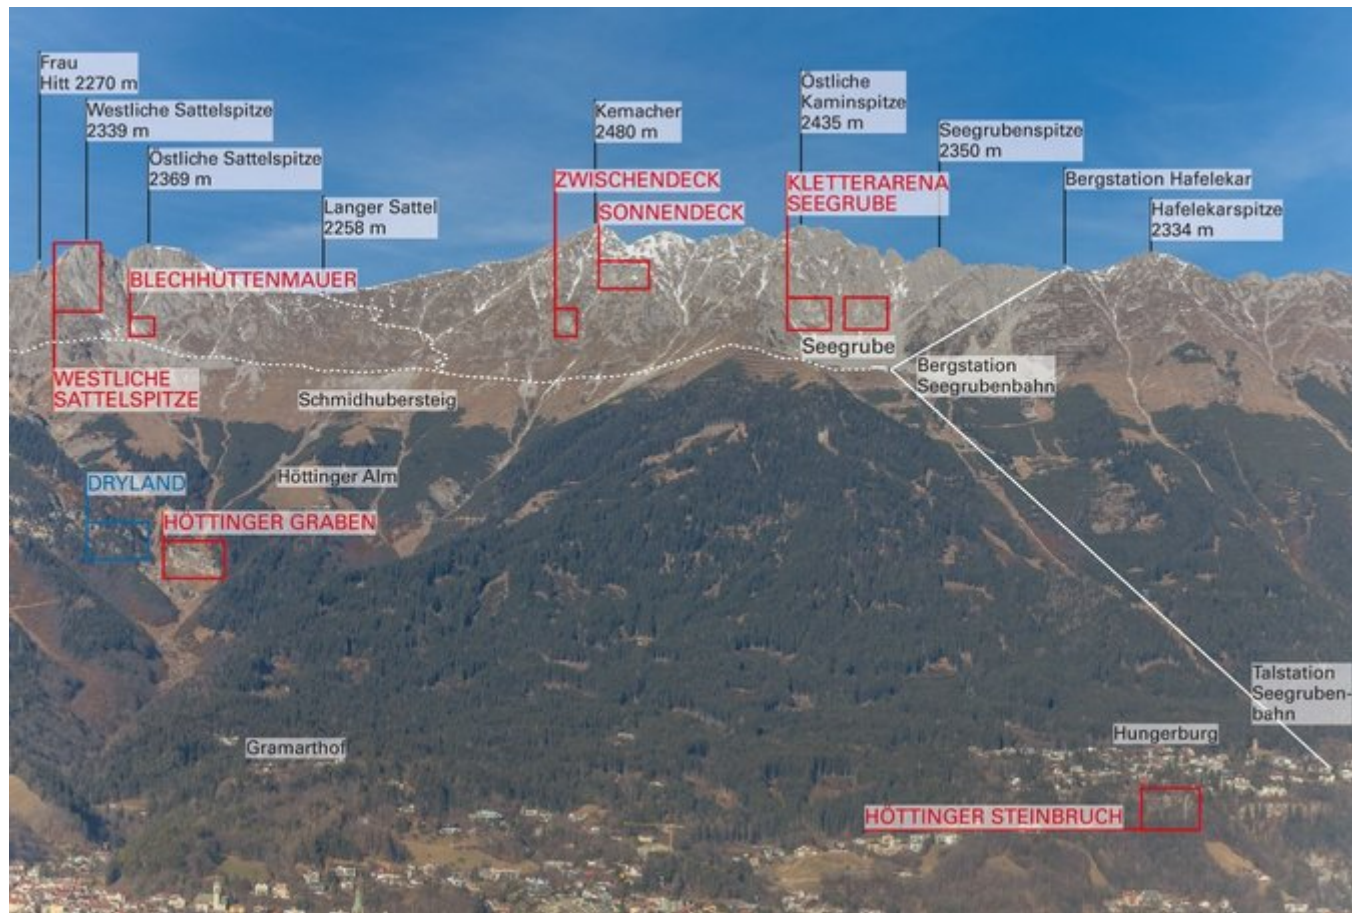 Frau
Hitt 2270 m
Westliche Sattelspitze
2339 m
Östliche Sattelspitze
2369 m
Langer Sattel
2258 m
Kemacher
2480 m
Östliche
Kaminspitze
2435 m
Seegrubenspitze
2350 m
Bergstation Hafelekar
Hafelekarspitze
2334 m
ZWISCHENDECK
SONNENDECK
KLETTERARENA
SEEGRUBE
BLECHHÜTTENMAUER
WESTLICHE
SATTELSPITZE
Seegrube
Bergstation
Seegrubenbahn
Schmidhubersteig
Höttinger Alm
DRYLAND
HÖTTINGER GRABEN
Talstation
Seegruben-
bahn
Hungerburg
Gramarthof
HÖTTINGER STEINBRUCH